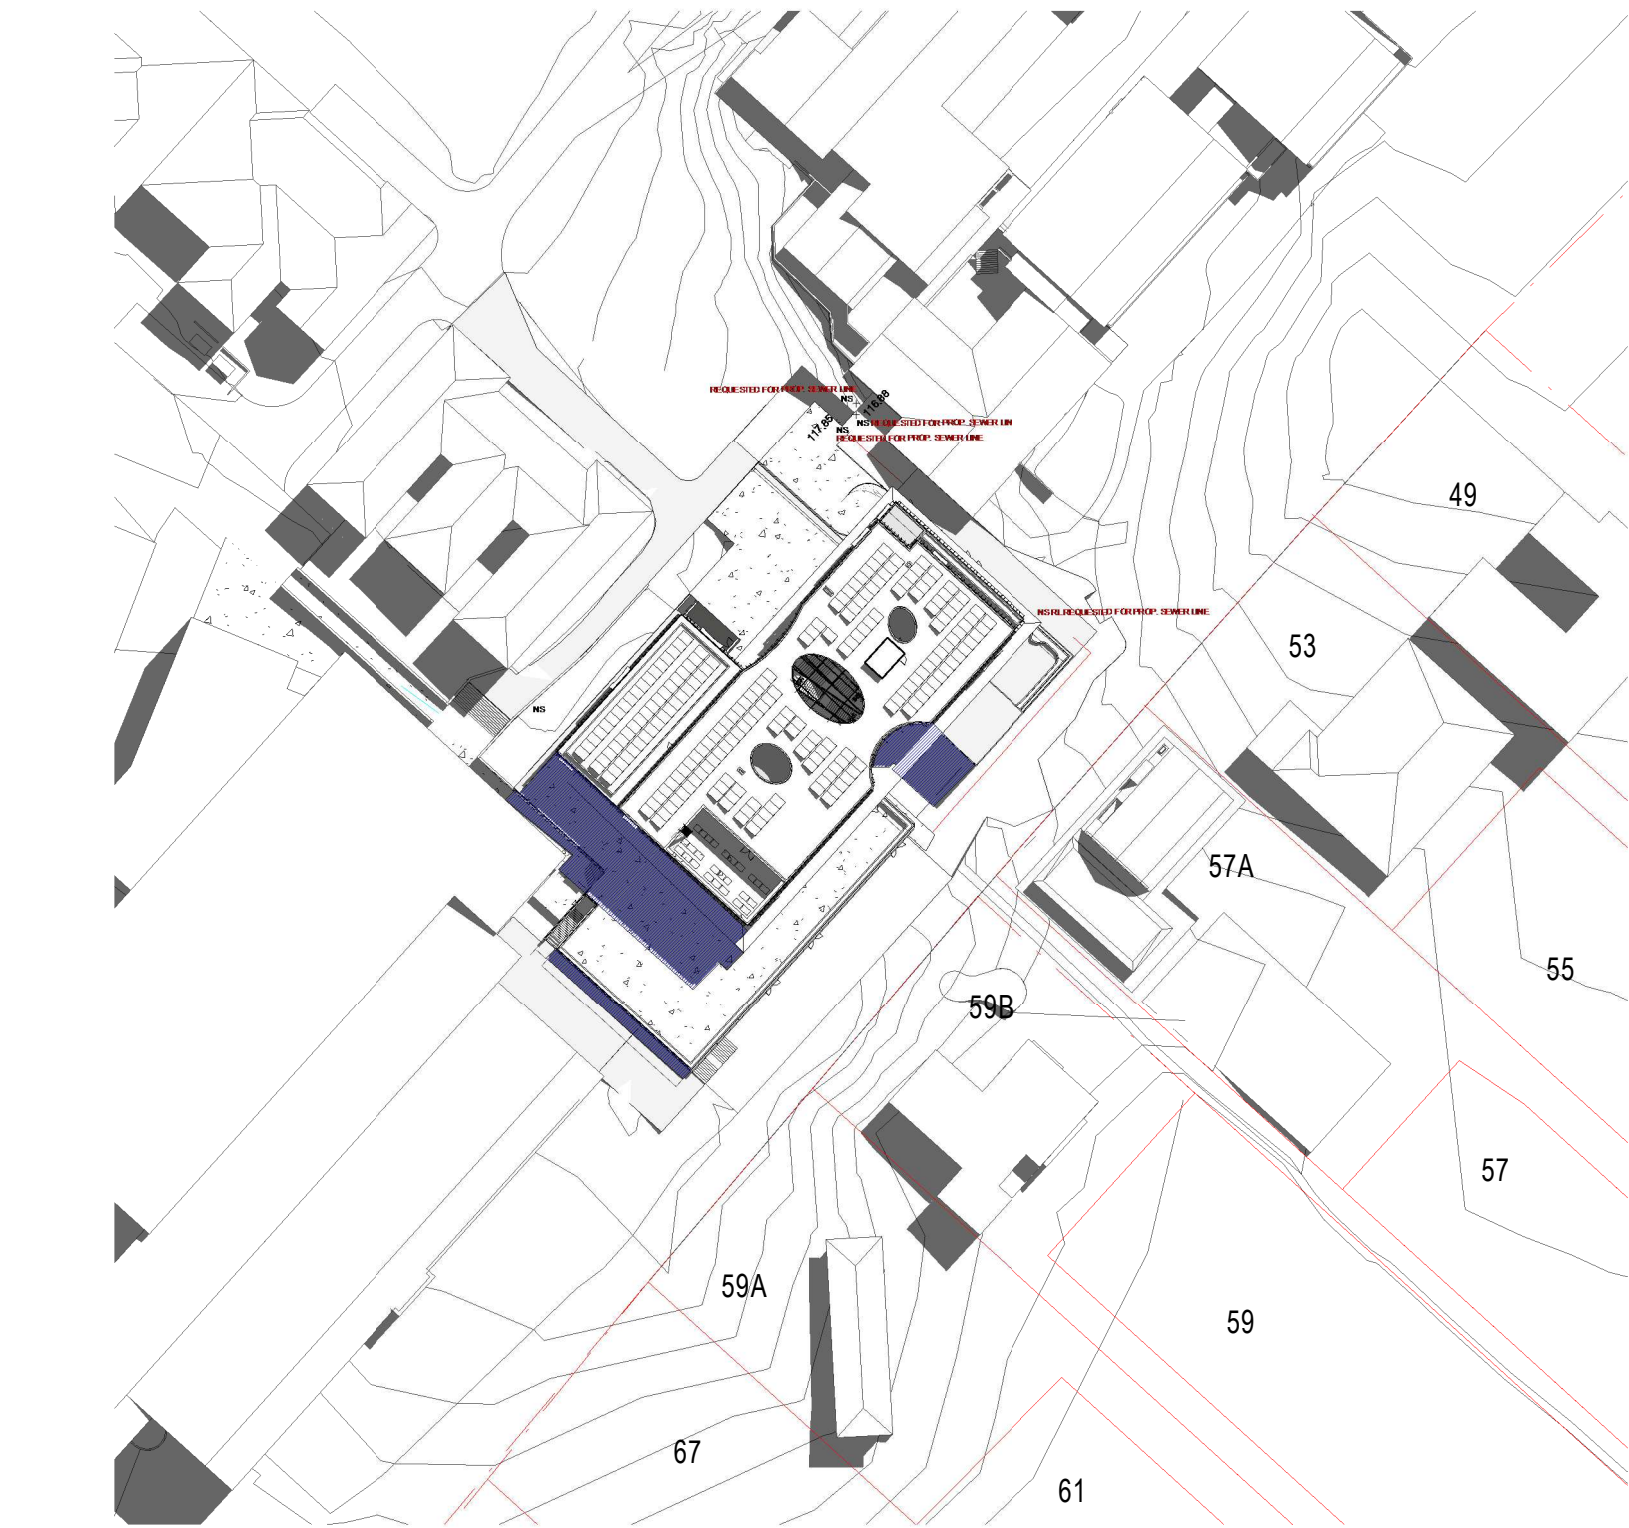 REQUESTED FOR PROP. SEWER LINE
NS
116.88
117.85
NS REQUESTED FOR PROP. SEWER LIN
NS
REQUESTED FOR PROP. SEWER LINE
49
NS RL REQUESTED FOR PROP. SEWER LINE
53
NS
57A
55
59B
57
59A
59
67
61